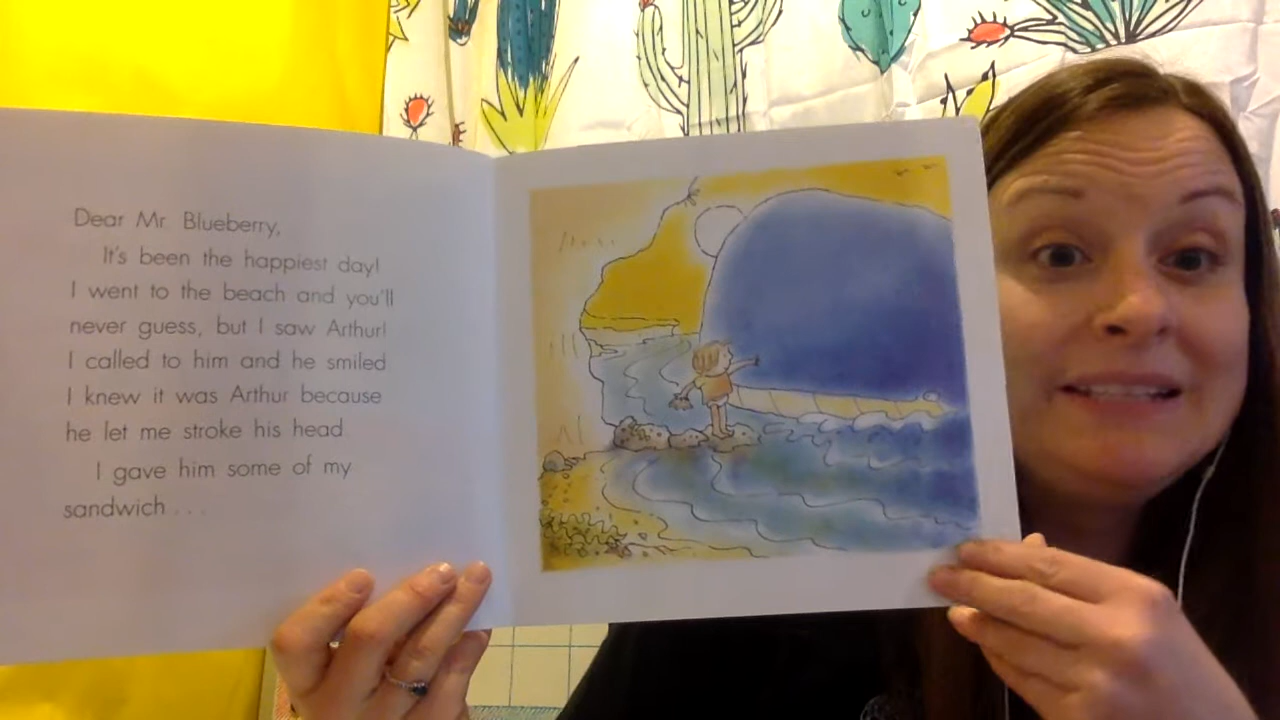 Dear Mr. Blueberry,
It's been the happiest day!
I went to the beach and you'll
never guess, but I saw Arthur!
I called to him and he smiled
I knew it was Arthur because
he let me stroke his head.
I gave him some of my
sandwich . . .